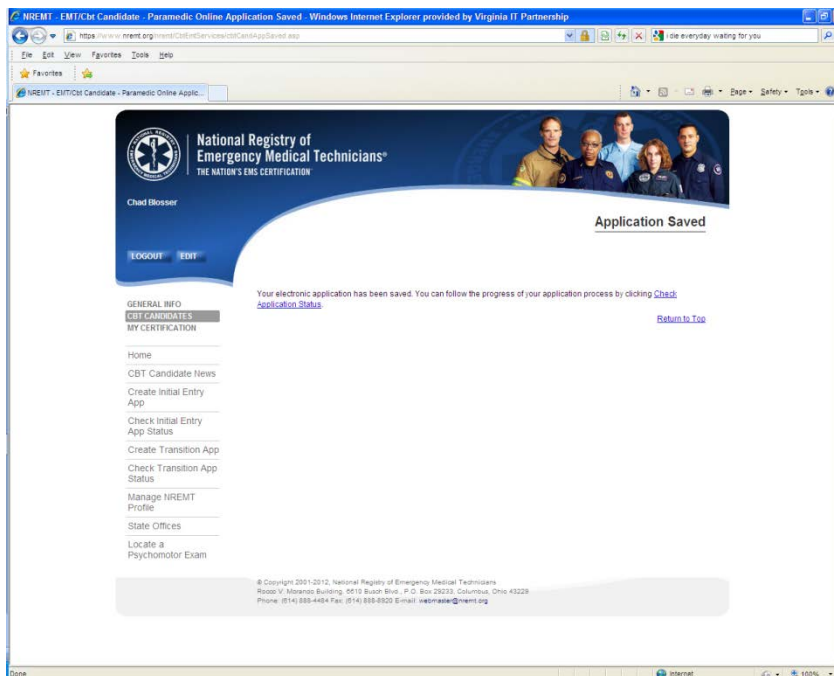 NREMT - EMT/Cbt Candidate - Paramedic Online Application Saved - Windows Internet Explorer provided by Virginia IT Partnership
https://www.nremt.org/nremt/CbtEntServices/cbtCandAppSaved.asp
i die everyday waiting for you
File Edit View Favorites Tools Help
Favorites
NREMT - EMT/Cbt Candidate - Paramedic Online Applic...
Page Safety Tools
National Registry of
Emergency Medical Technicians®
THE NATION'S EMS CERTIFICATION
Chad Blosser
Application Saved
LOGOUT EDIT
Your electronic application has been saved. You can follow the progress of your application process by clicking Check
Application Status.
Return to Top
GENERAL INFO
CBT CANDIDATES
MY CERTIFICATION
Home
CBT Candidate News
Create Initial Entry
App
Check Initial Entry
App Status
Create Transition App
Check Transition App
Status
Manage NREMT
Profile
State Offices
Locate a
Psychomotor Exam
© Copyright 2001-2012, National Registry of Emergency Medical Technicians
Rocco V. Morando Building, 6610 Busch Blvd., P.O. Box 29233, Columbus, Ohio 43229
Phone: (614) 888-4484 Fax: (614) 888-8920 E-mail: webmaster@nremt.org
Done
Internet
100%